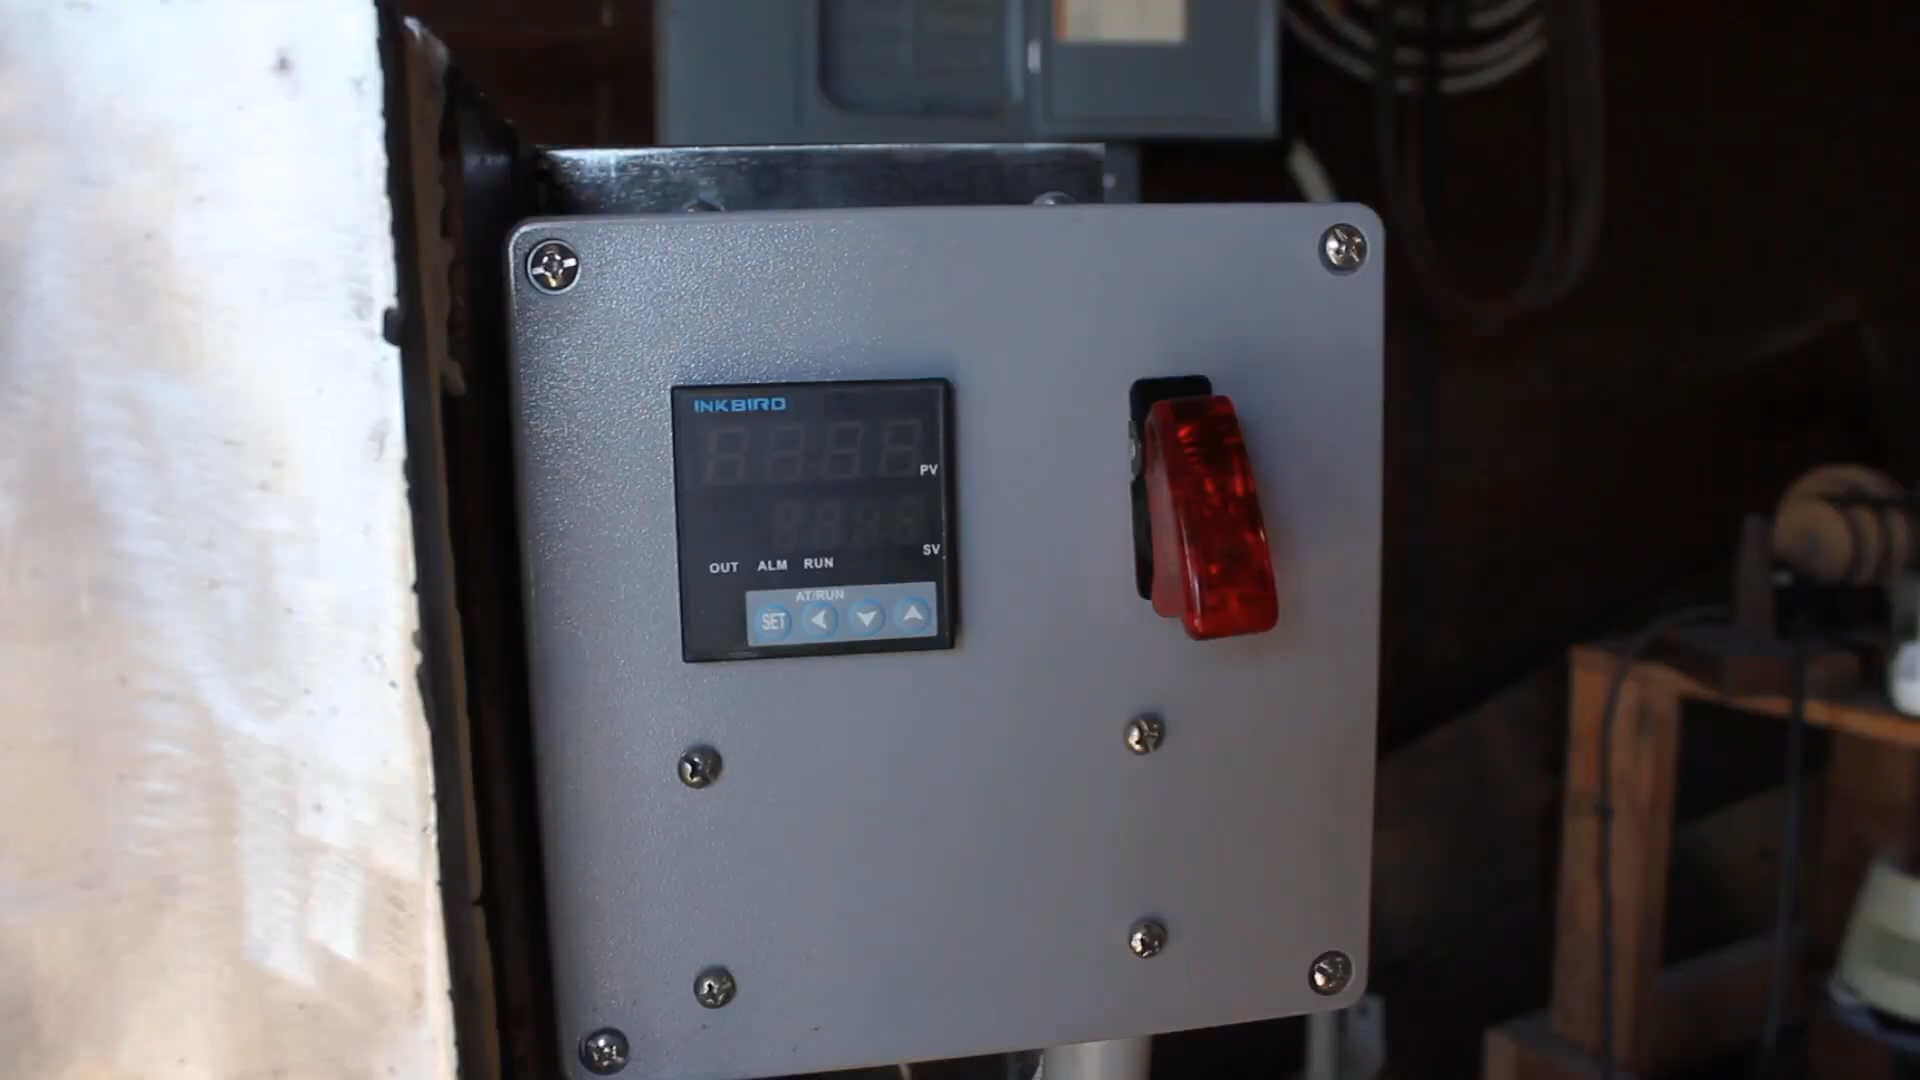 INKBIRD
PV
SV
OUT ALM RUN
AT/RUN
SET